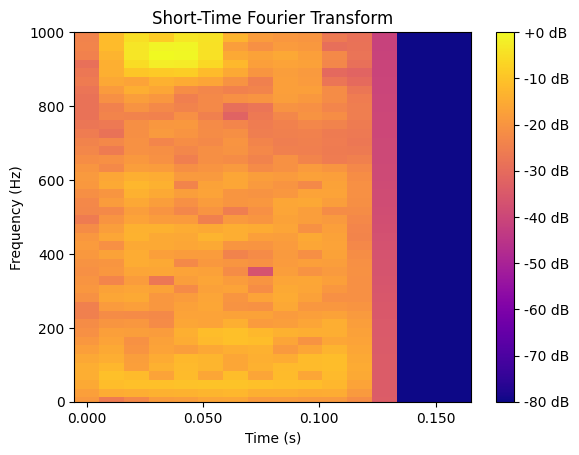 Short-Time Fourier Transform
Frequency (Hz)
1000
800
600
400
200
0
0.000 0.050 0.100 0.150
Time (s)
+0 dB
-10 dB
-20 dB
-30 dB
-40 dB
-50 dB
-60 dB
-70 dB
-80 dB